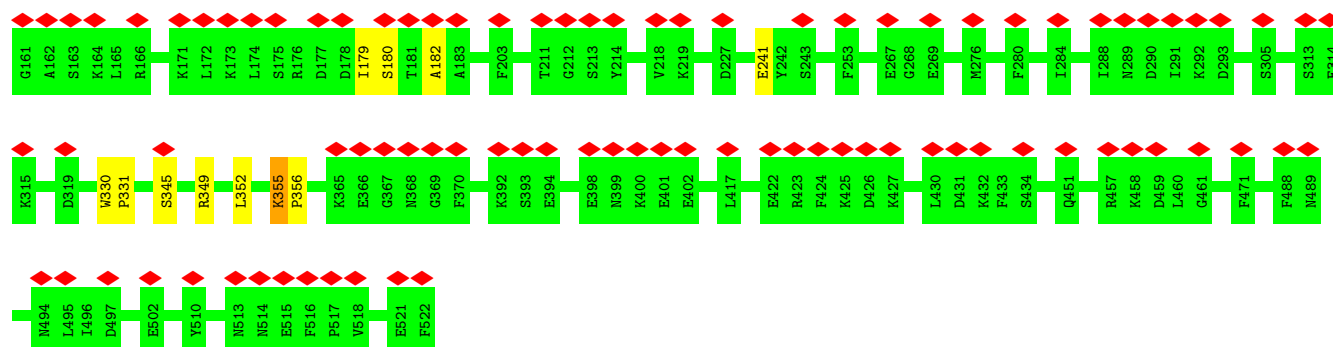 G161 A162 S163 K164 L165 R166 K171 L172 K173 L174 S175 R176 D177 D178 I179 S180 T181 A182 A183 F203 T211 G212 S213 Y214 V218 K219 D227 E241 Y242 S243 F253 E267 G268 E269 M276 F280 I284 I288 N289 D290 I291 K292 D293 S305 S313 E314
K315 D319 W330 P331 S345 R349 L352 K355 P356 K365 E366 G367 N368 G369 F370 K392 S393 E394 E398 N399 K400 E401 E402 L417 E422 R423 F424 K425 D426 K427 L430 D431 K432 F433 S434 Q451 R457 K458 D459 L460 G461 F471 F488 N489
N494 L495 I496 D497 E502 Y510 N513 N514 E515 F516 P517 V518 E521 F522